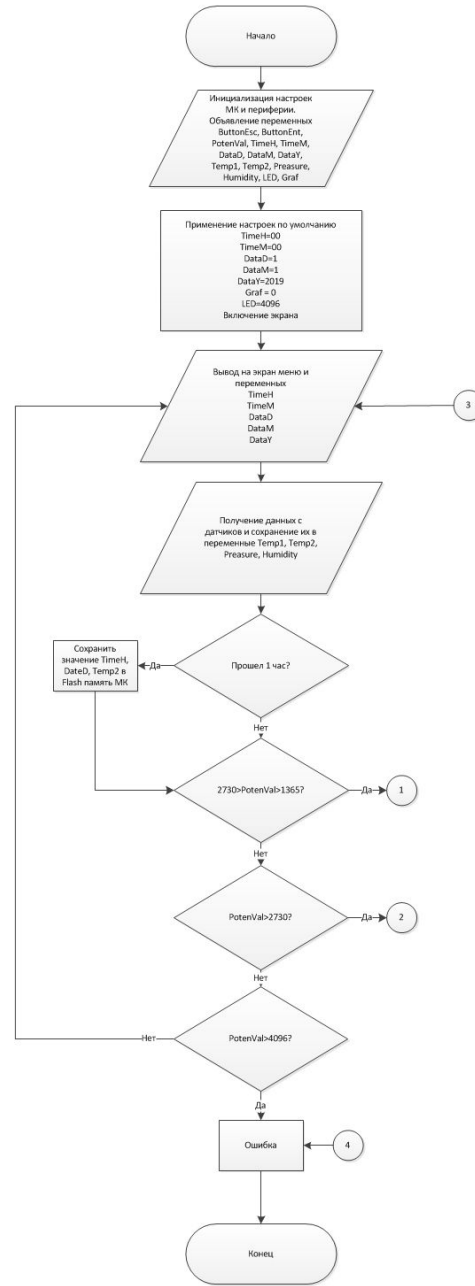 Начало
Инициализация настроек
МК и периферии.
Объявление переменных
ButtonEsc, ButtonEnt,
PotenVal, TimeH, TimeM,
DataD, DataM, DataY,
Temp1, Temp2, Preasure,
Humidity, LED, Graf
Применение настроек по умолчанию
TimeH=00
TimeM=00
DataD=1
DataM=1
DataY=2019
Graf = 0
LED=4096
Включение экрана
Вывод на экран меню и
переменных
TimeH
TimeM
DataD
DataM
DataY
3
Получение данных с
датчиков и сохранение их в
переменные Temp1, Temp2,
Preasure, Humidity
Прошел 1 час?
Да
Сохранить
значение TimeH,
DateD, Temp2 в
Flash память МК
Нет
2730>PotenVal>1365?
Да
1
Нет
PotenVal>2730?
Да
2
Нет
PotenVal>4096?
Нет
Да
Ошибка
4
Конец